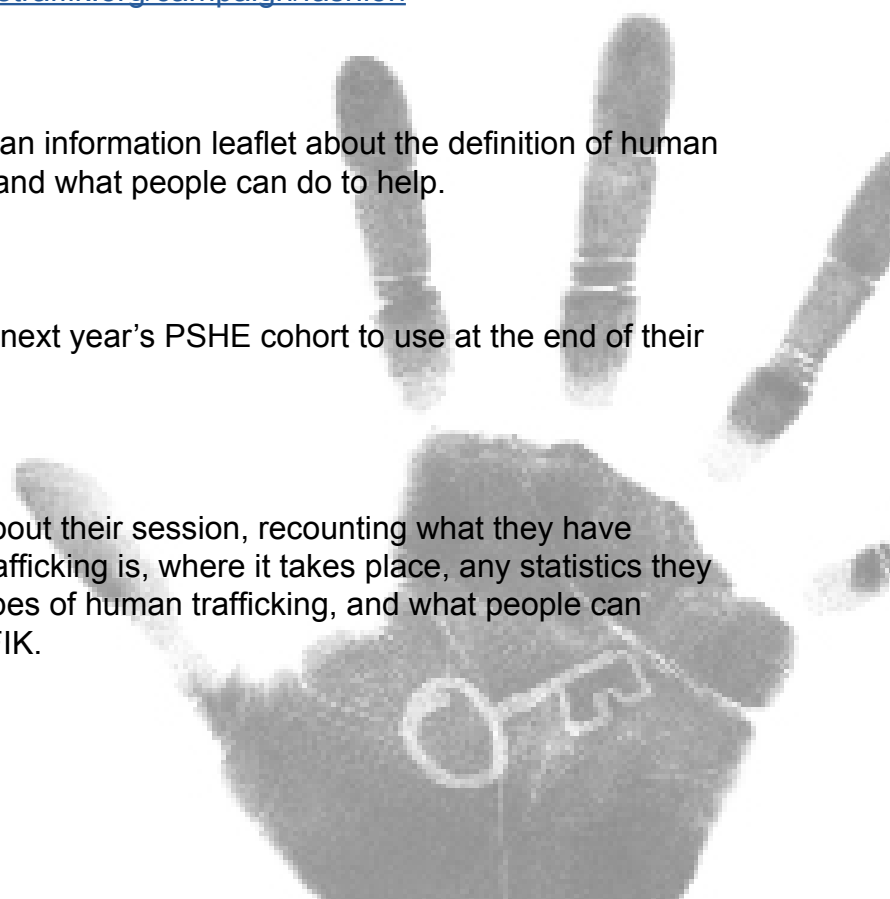 an information leaflet about the definition of human
and what people can do to help.
next year's PSHE cohort to use at the end of their
bout their session, recounting what they have
afficking is, where it takes place, any statistics they
pes of human trafficking, and what people can
TIK.